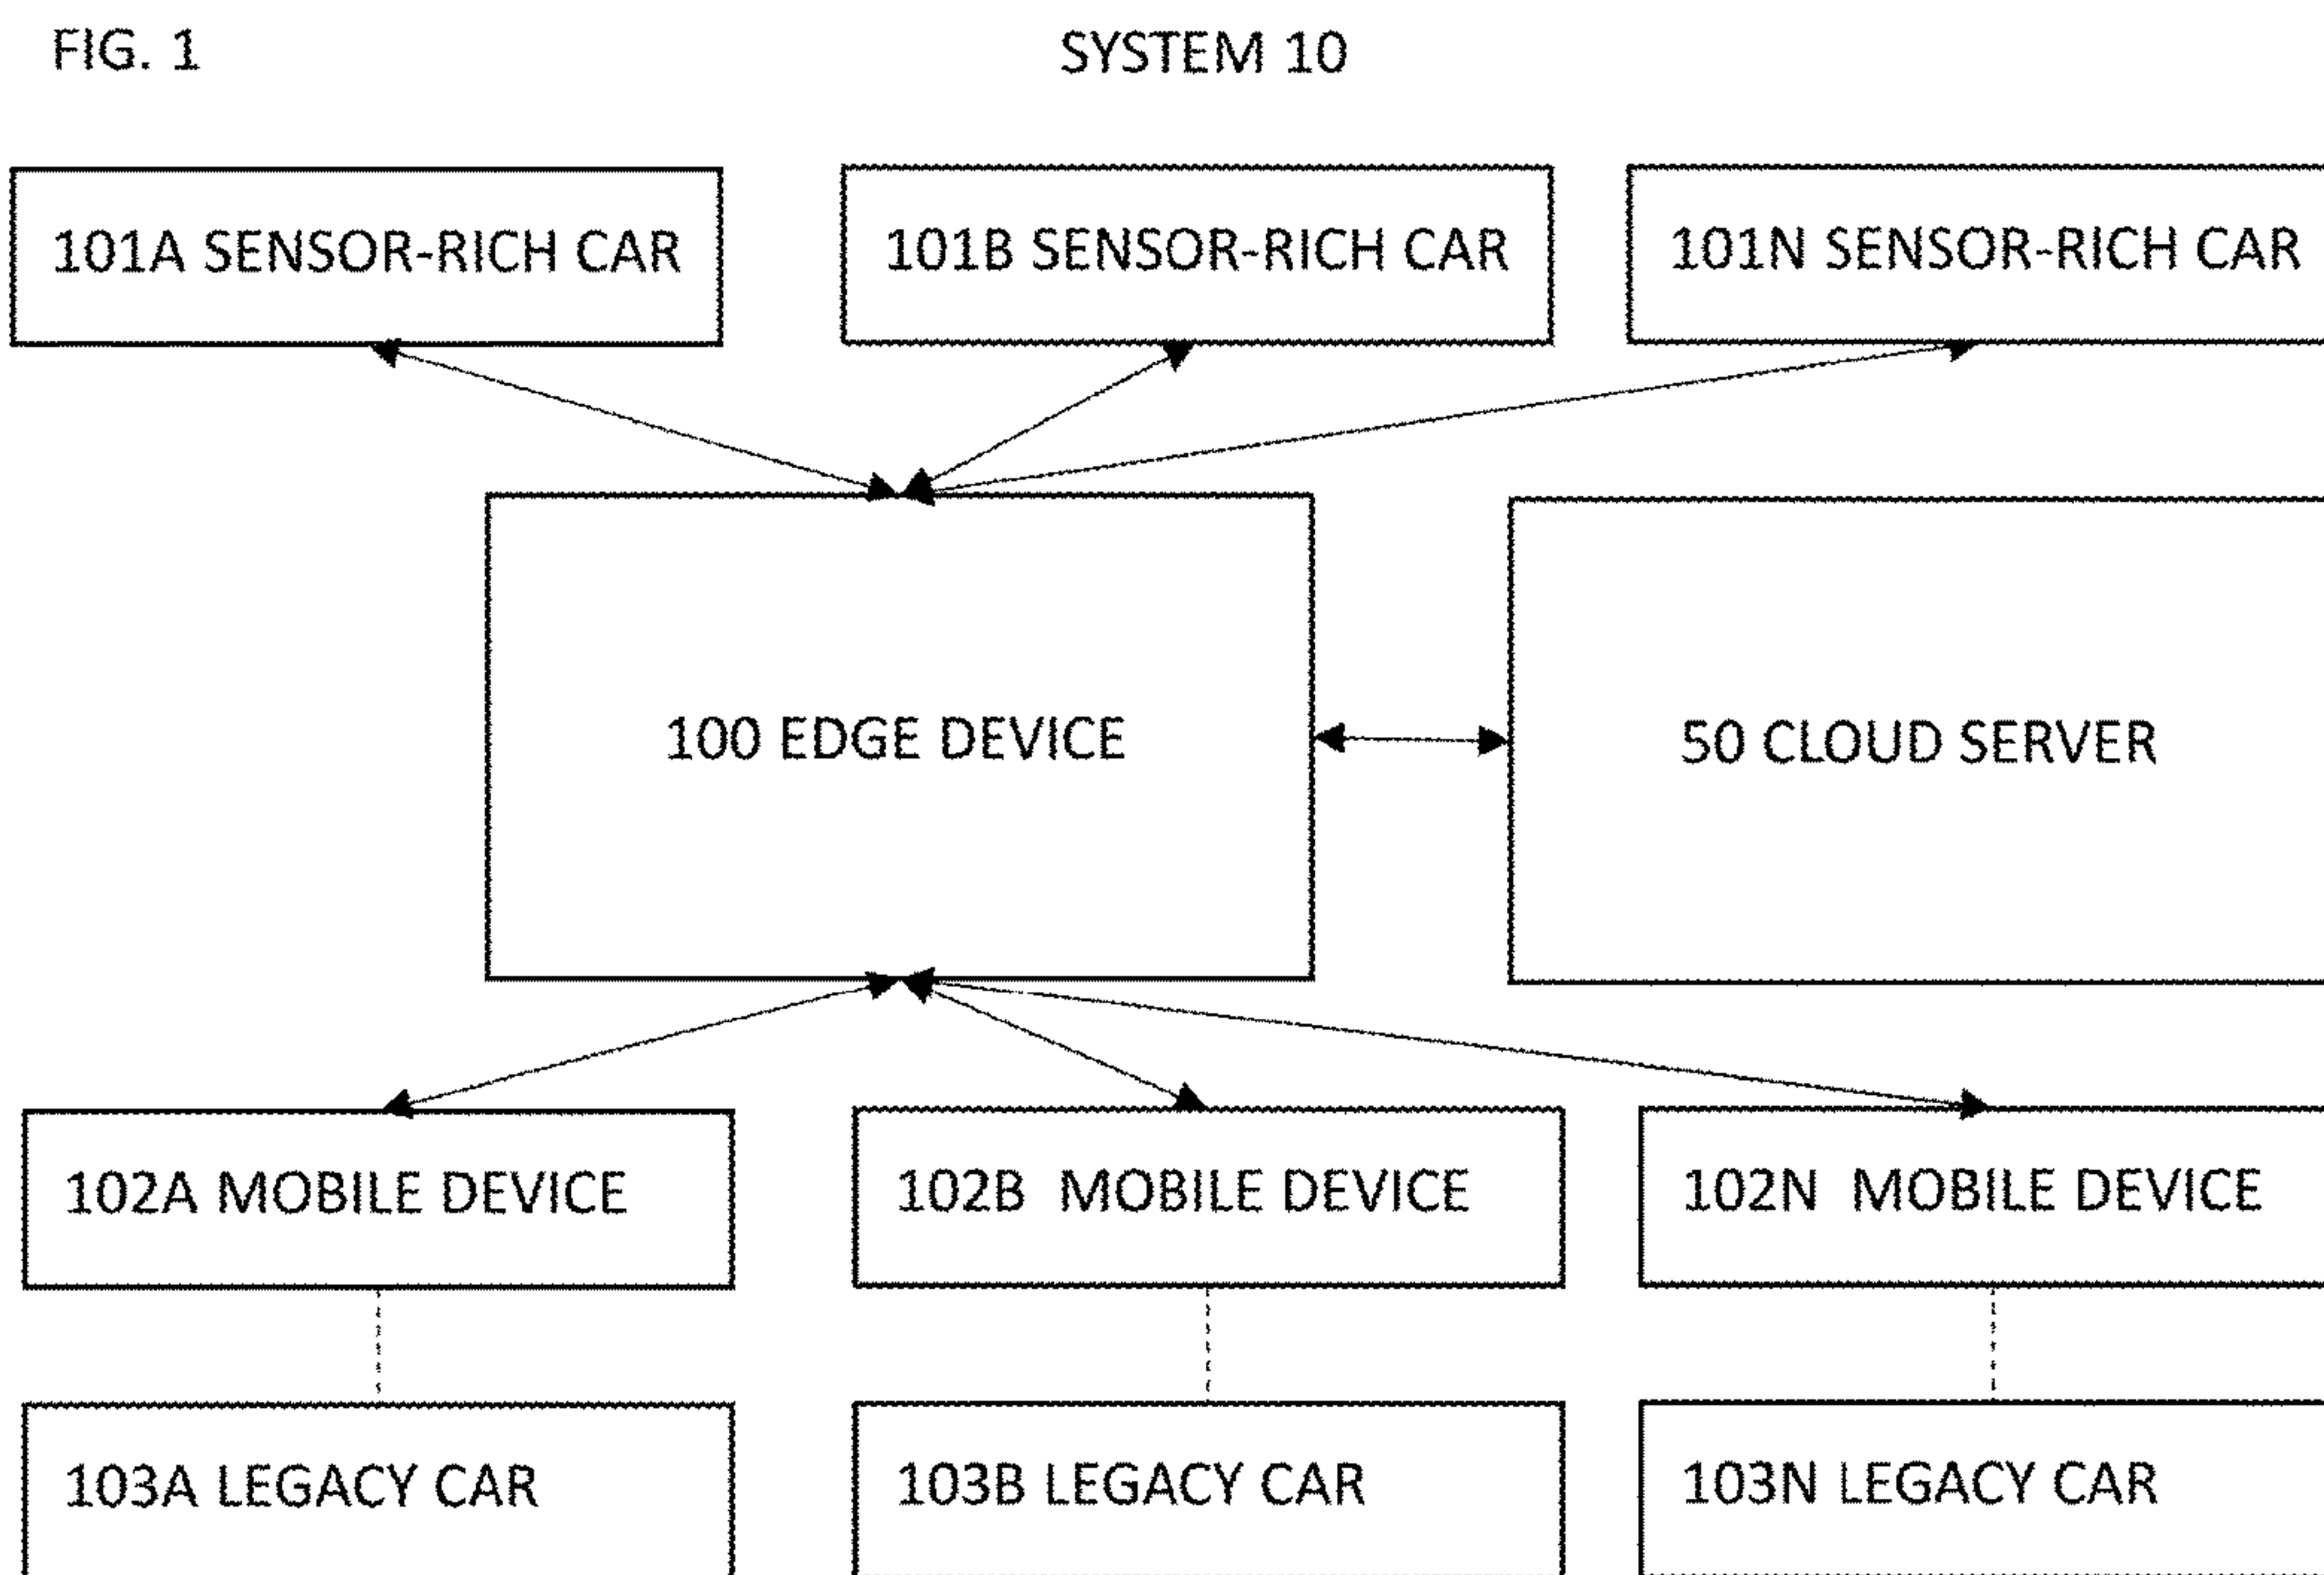 FIG. 1
SYSTEM 10
101A SENSOR-RICH CAR
101B SENSOR-RICH CAR
101N SENSOR-RICH CAR
100 EDGE DEVICE
50 CLOUD SERVER
102A MOBILE DEVICE
102B MOBILE DEVICE
102N MOBILE DEVICE
103A LEGACY CAR
103B LEGACY CAR
103N LEGACY CAR